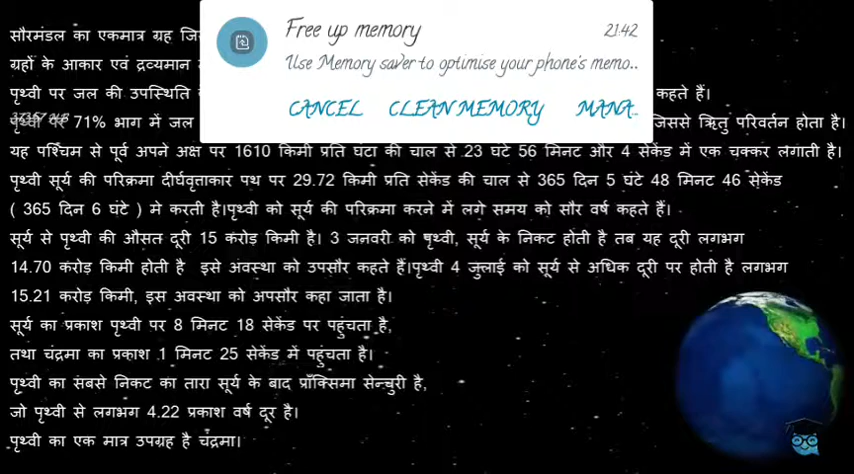 सौरमंडल का एकमात्र ग्रह
Free up memory 21:42
ग्रहों के आकार एवं द्रव्यमान
Use Memory saver to optimise your phone's memo..
पृथ्वी पर जल की उपस्थिति
कहते हैं।
CANCEL CLEAN MEMORY MANA..
पृथ्वी पर 71% भाग में जल
जिससे ऋितु परिवर्तन होता है।
यह पश्चिम से पूर्व अपने अक्ष पर 1610 किमी प्रति घंटा की चाल से 23 घंटे 56 मिनट और 4 सेकेंड में एक चक्कर लगाती है।
पृथ्वी सूर्य की परिक्रमा दीर्घवृत्ताकार पथ पर 29.72 किमी प्रति सेकेंड की चाल से 365 दिन 5 घंटे 48 मिनट 46 सेकेंड
( 365 दिन 6 घंटे ) मे करती है।पृथ्वी को सूर्य की परिक्रमा करने में लगे समय को सौर वर्ष कहते हैं।
सूर्य से पृथ्वी की औसत दूरी 15 करोड़ किमी है। 3 जनवरी को पृथ्वी, सूर्य के निकट होती है तब यह दूरी लगभग
14.70 करोड़ किमी होती है इसे अवस्था को उपसौर कहते हैं।पृथ्वी 4 जुलाई को सूर्य से अधिक दूरी पर होती है लगभग
15.21 करोड़ किमी, इस अवस्था को अपसौर कहा जाता है।
सूर्य का प्रकाश पृथ्वी पर 8 मिनट 18 सेकेंड पर पहुंचता है,
तथा चंद्रमा का प्रकाश 1 मिनट 25 सेकेंड में पहुंचता है।
पृथ्वी का सबसे निकट का तारा सूर्य के बाद प्रॉक्सिमा सेन्चुरी है,
जो पृथ्वी से लगभग 4.22 प्रकाश वर्ष दूर है।
पृथ्वी का एक मात्र उपग्रह है चंद्रमा।